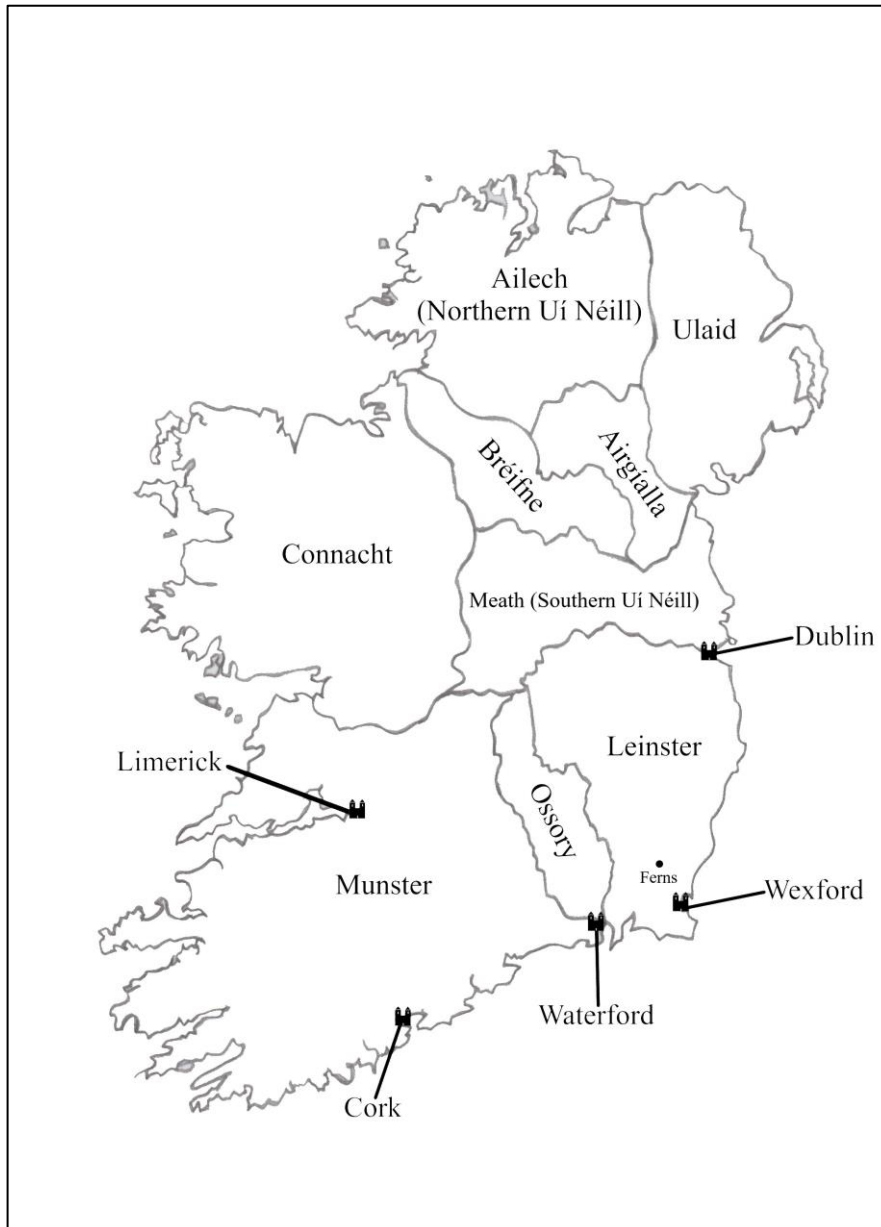 Ailech
(Northern Uí Néill)
Ulaid
Bréifne
Airgíalla
Connacht
Meath (Southern Uí Néill)
Dublin
Leinster
Limerick
Ossory
Munster
Ferns
Wexford
Waterford
Cork